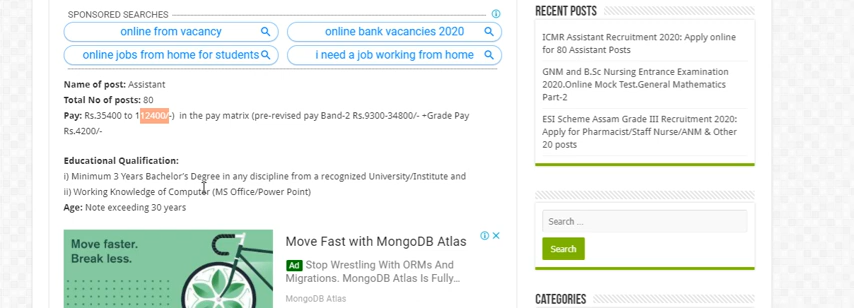 SPONSORED SEARCHES
online from vacancy
online bank vacancies 2020
online jobs from home for students
i need a job working from home
Name of post: Assistant
Total No of posts: 80
Pay: Rs.35400 to 112400/-) in the pay matrix (pre-revised pay Band-2 Rs.9300-34800/- +Grade Pay
Rs.4200/-
Educational Qualification:
i) Minimum 3 Years Bachelor's Degree in any discipline from a recognized University/Institute and
ii) Working Knowledge of Computer (MS Office/Power Point)
Age: Note exceeding 30 years
Move faster.
Break less.
Move Fast with MongoDB Atlas
Ad Stop Wrestling With ORMs And
Migrations. MongoDB Atlas Is Fully...
MongoDB Atlas
RECENT POSTS
ICMR Assistant Recruitment 2020: Apply online
for 80 Assistant Posts
GNM and B.Sc Nursing Entrance Examination
2020.Online Mock Test.General Mathematics
Part-2
ESI Scheme Assam Grade III Recruitment 2020:
Apply for Pharmacist/Staff Nurse/ANM & Other
20 posts
Search ...
Search
CATEGORIES